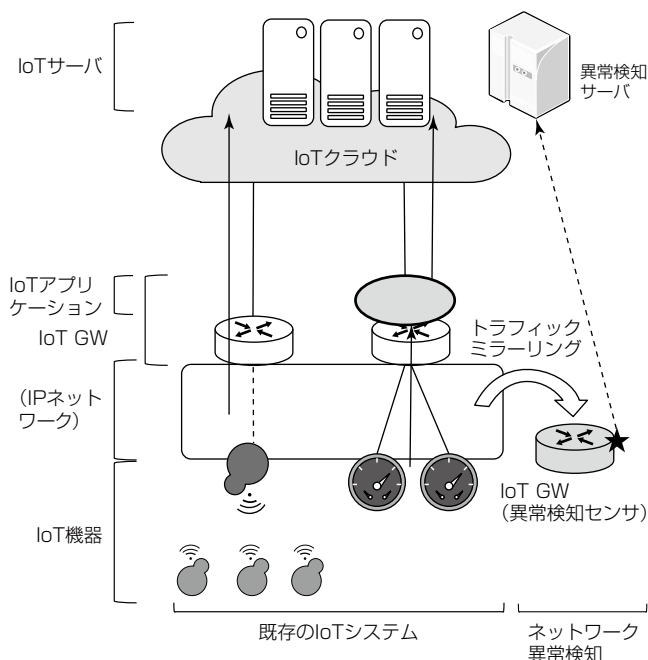 IoTサーバ
異常検知
サーバ
IoTクラウド
IoTアプリ
ケーション
IoT GW
トラフィック
ミラーリング
(IPネット
ワーク)
IoT GW
(異常検知センサ)
IoT機器
既存のIoTシステム
ネットワーク
異常検知